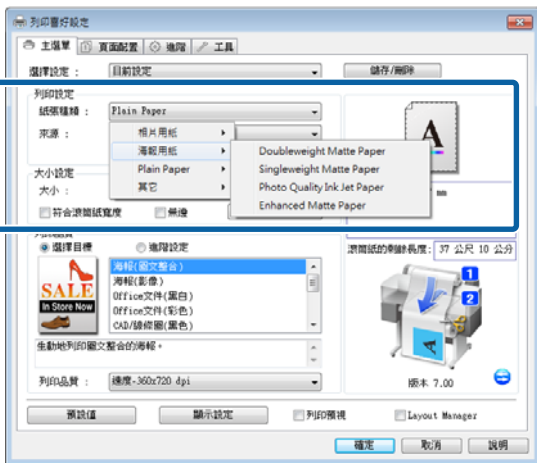 列印喜好設定
主選單 頁面配置 進階 工具
選擇設定： 目前設定 儲存/刪除
列印設定
紙張種類： Plain Paper
來源： 相片用紙
海報用紙 Doubleweight Matte Paper
Plain Paper Singleweight Matte Paper
其它 Photo Quality Ink Jet Paper
Enhanced Matte Paper
A
大小設定
大小： mm
符合滾筒紙寬度 無邊
選擇目標 進階設定
滾筒紙的剩餘長度： 37 公尺 10 公分
SALE
In Store Now
海報(圖文整合)
海報(影像)
Office文件(黑白)
Office文件(彩色)
CAD/線條圖(黑色)
1
2
A
生動地列印圖文整合的海報。
列印品質： 速度-360x720 dpi
版本 7.00
預設值 顯示設定 列印預視 Layout Manager
確定 取消 說明